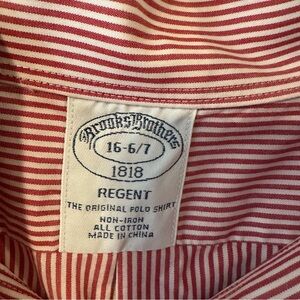 Brooks Brothers
16-6/7
1818
REGENT
THE ORIGINAL POLO SHIRT
NON-IRON
ALL COTTON
MADE IN CHINA